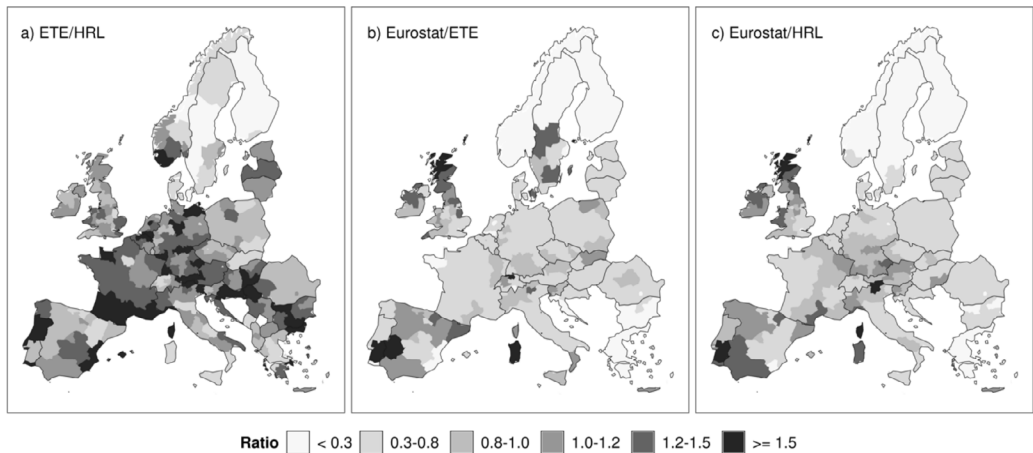 a) ETE/HRL
b) Eurostat/ETE
c) Eurostat/HRL
Ratio < 0.3 0.3-0.8 0.8-1.0 1.0-1.2 1.2-1.5 >= 1.5